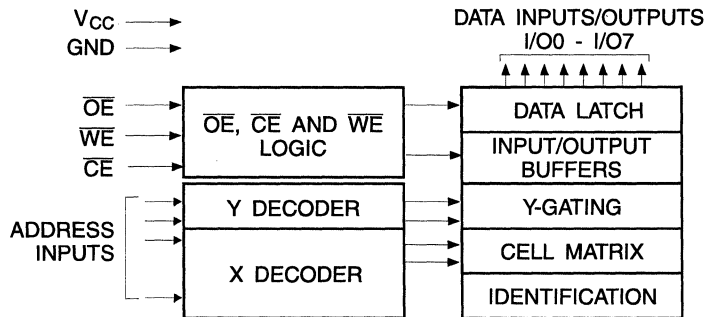 VCC
GND
DATA INPUTS/OUTPUTS
I/O0 - I/O7
OE
WE
CE
OE, CE AND WE
LOGIC
DATA LATCH
INPUT/OUTPUT
BUFFERS
ADDRESS
INPUTS
Y DECODER
X DECODER
Y-GATING
CELL MATRIX
IDENTIFICATION